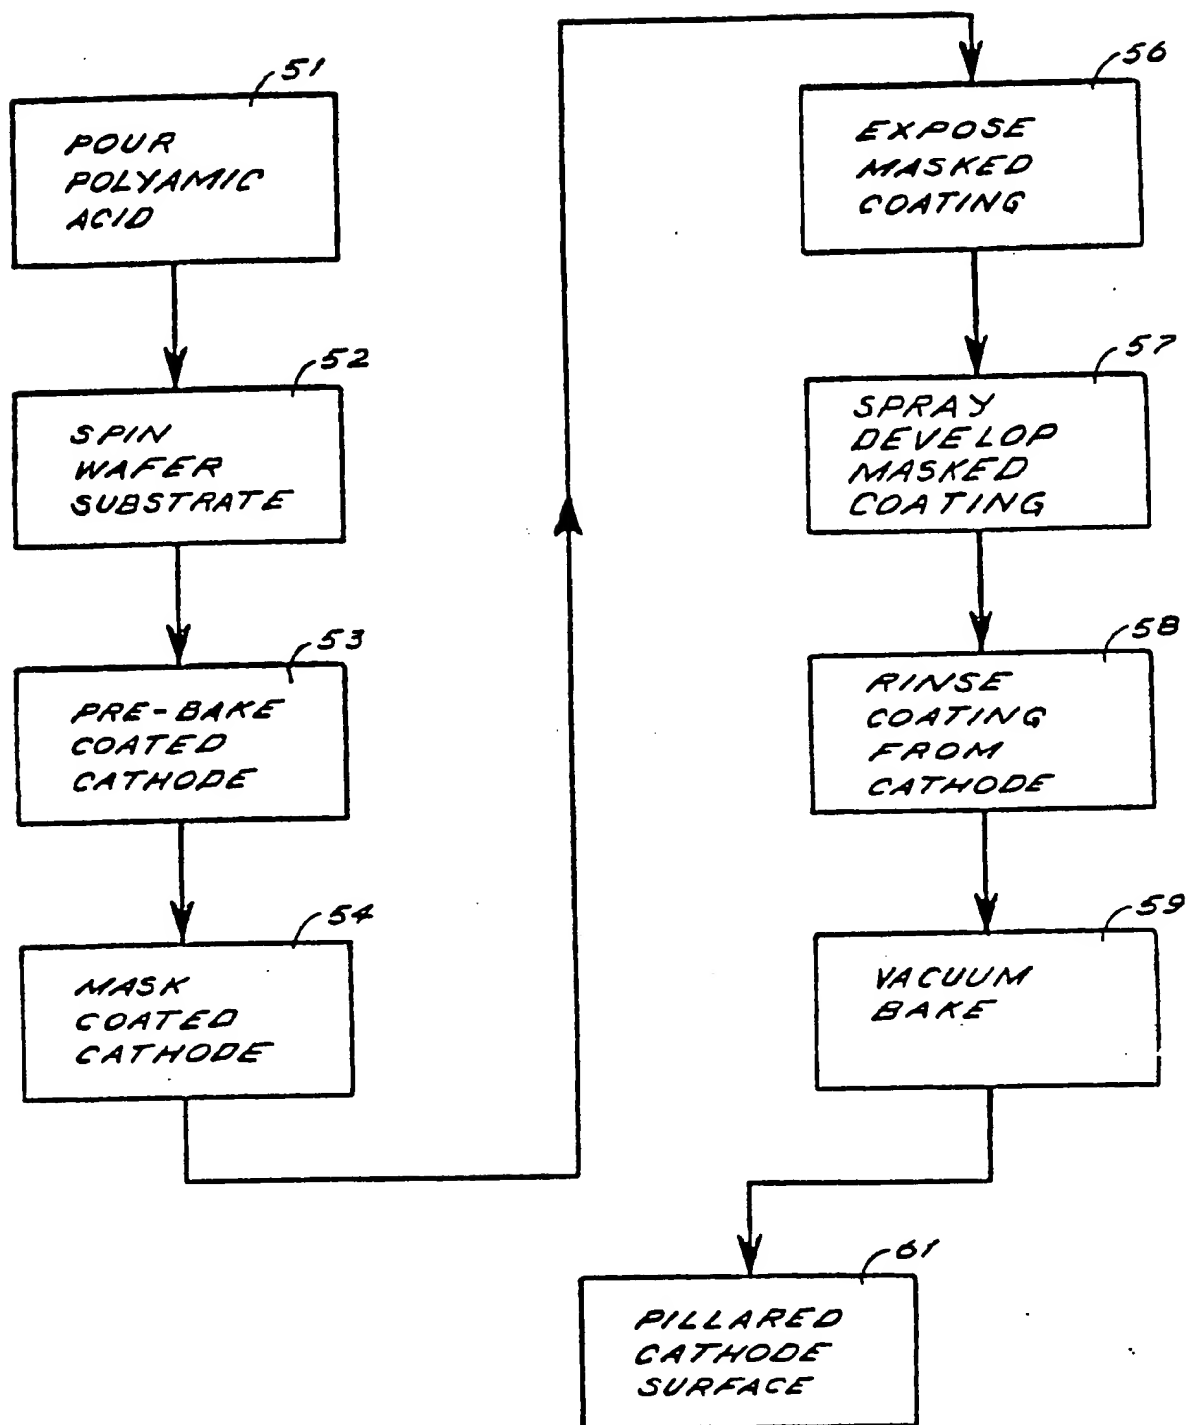 51
POUR
POLYAMIC
ACID
52
SPIN
WAFER
SUBSTRATE
53
PRE-BAKE
COATED
CATHODE
54
MASK
COATED
CATHODE
56
EXPOSE
MASKED
COATING
57
SPRAY
DEVELOP
MASKED
COATING
58
RINSE
COATING
FROM
CATHODE
59
VACUUM
BAKE
61
PILLARED
CATHODE
SURFACE